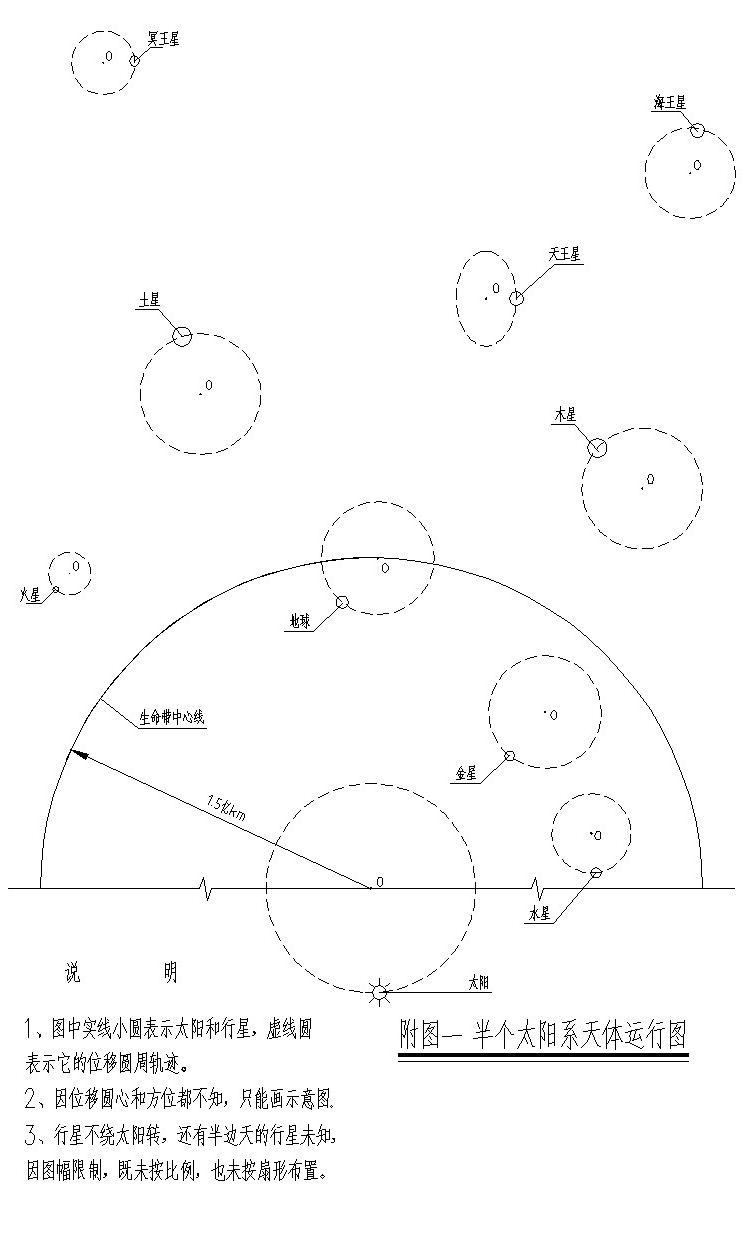 冥王星
O
海王星
O
天王星
O
土星
O
木星
O
O
火星
O
地球
生命带中心线
O
金星
1.5亿km
O
O
水星
太阳
说 明
附图一 半个太阳系天体运行图
1、图中实线小圆表示太阳和行星，虚线圆
表示它的位移圆周轨迹。
2、因位移圆心和方位都不知，只能画示意图.
3、行星不绕太阳转，还有半边天的行星未知，
因图幅限制，既未按比例，也未按扇形布置。